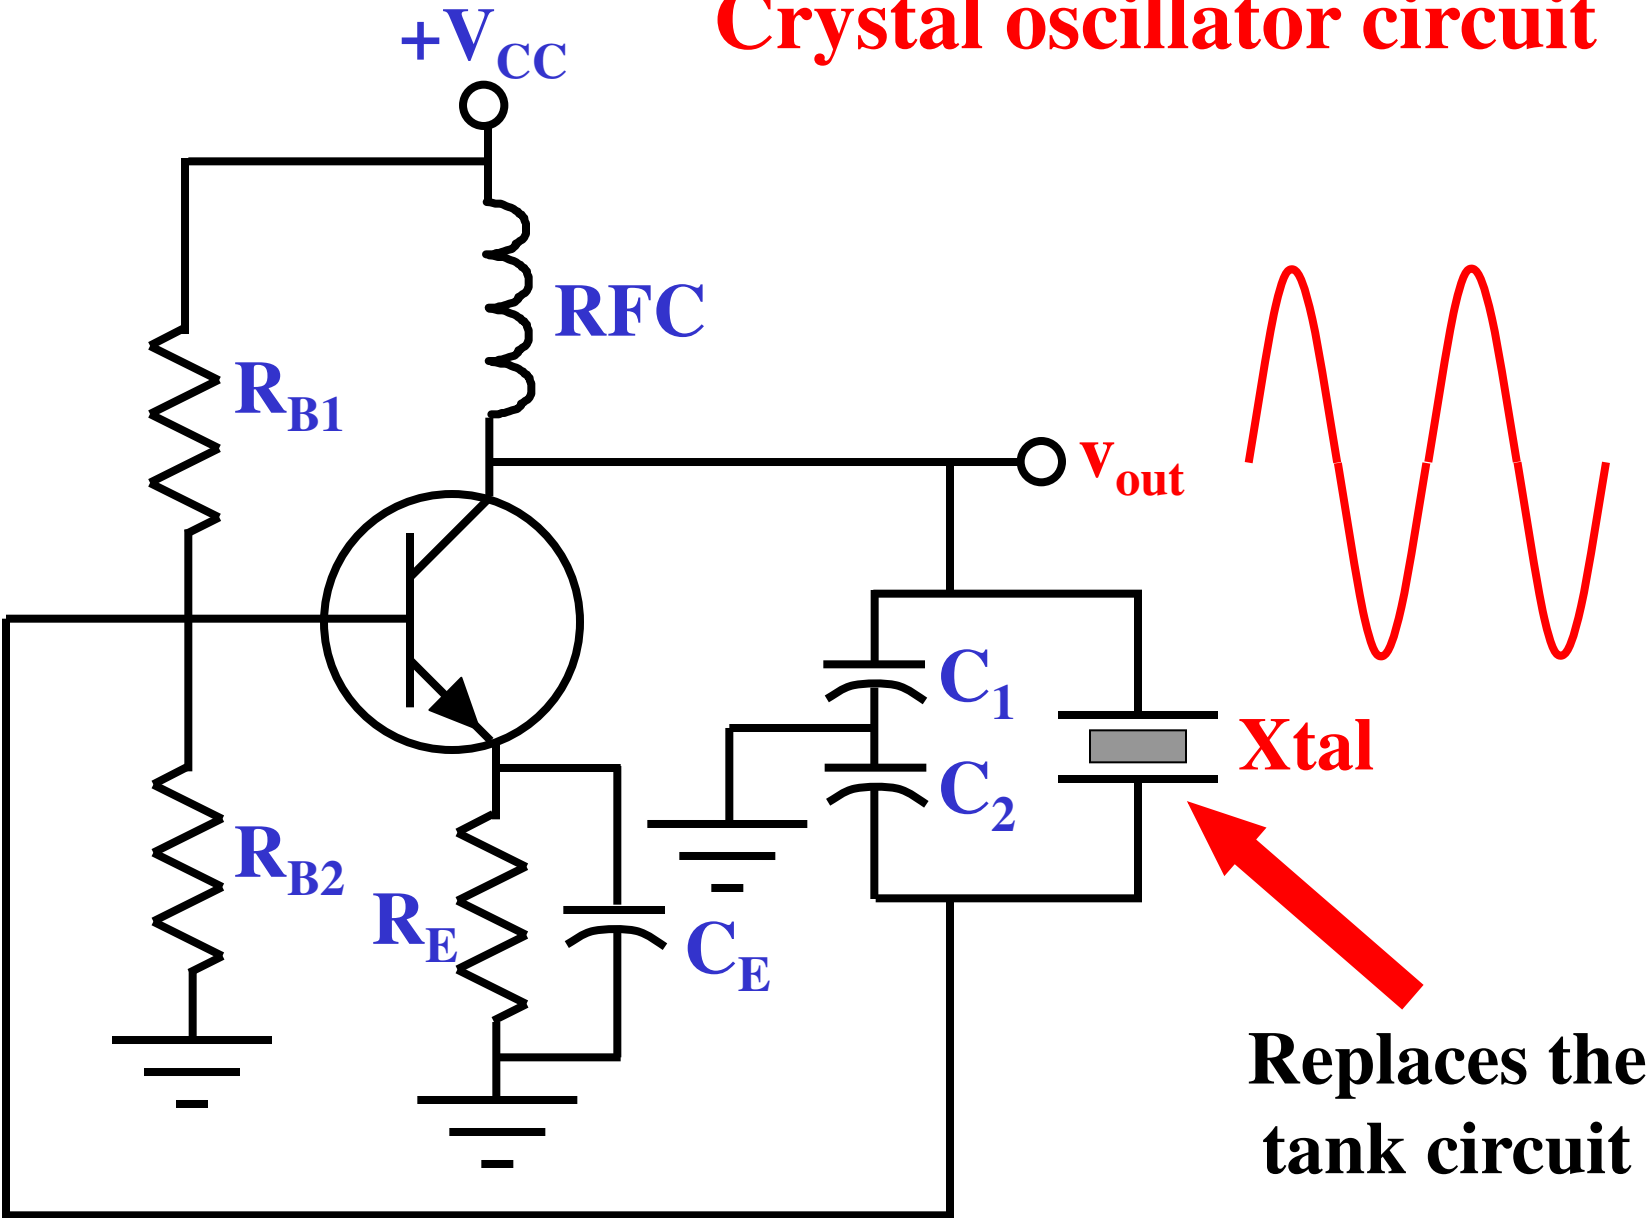 Crystal oscillator circuit
+VCC
RFC
RB1
vout
C1
Xtal
C2
RB2
RE
CE
Replaces the
tank circuit